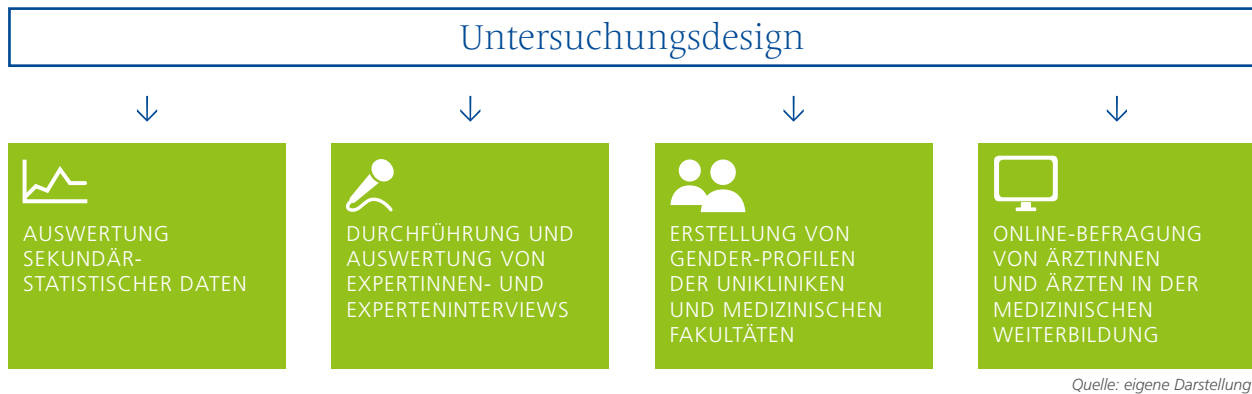 Untersuchungsdesign
AUSWERTUNG
SEKUNDÄR-
STATISTISCHER DATEN
DURCHFÜHRUNG UND
AUSWERTUNG VON
EXPERTINNEN- UND
EXPERTENINTERVIEWS
ERSTELLUNG VON
GENDER-PROFILEN
DER UNIKLINIKEN
UND MEDIZINISCHEN
FAKULTÄTEN
ONLINE-BEFRAGUNG
VON ÄRZTINNEN
UND ÄRZTEN IN DER
MEDIZINISCHEN
WEITERBILDUNG
Quelle: eigene Darstellung